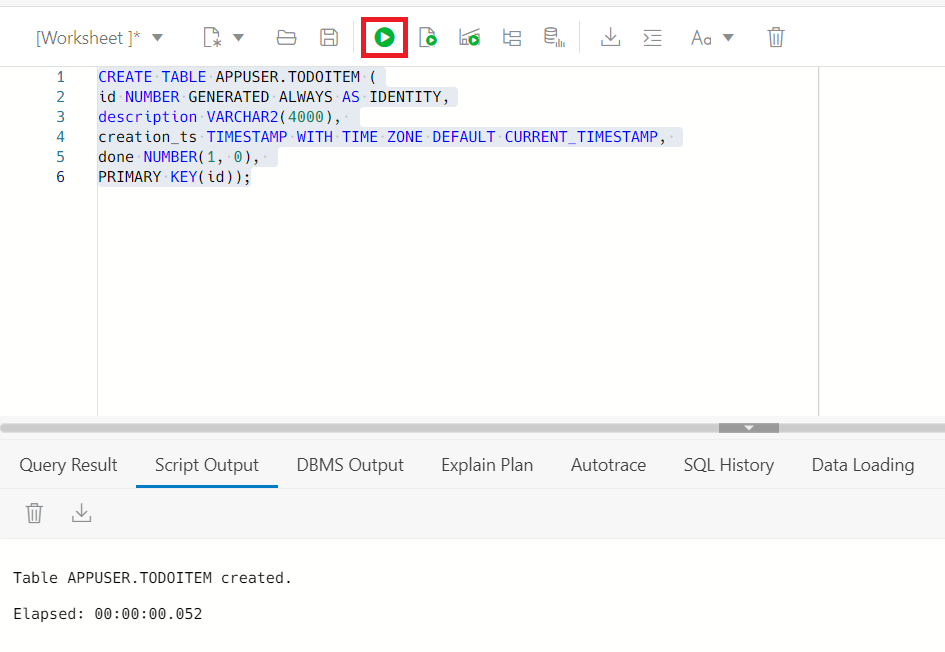 [Worksheet ]*
Aa
1 CREATE TABLE APPUSER.TODOITEM (
2 id NUMBER GENERATED ALWAYS AS IDENTITY,
3 description VARCHAR2(4000),
4 creation_ts TIMESTAMP WITH TIME ZONE DEFAULT CURRENT_TIMESTAMP,
5 done NUMBER(1, 0),
6 PRIMARY KEY(id));
Query Result Script Output DBMS Output Explain Plan Autotrace SQL History Data Loading
Table APPUSER.TODOITEM created.
Elapsed: 00:00:00.052